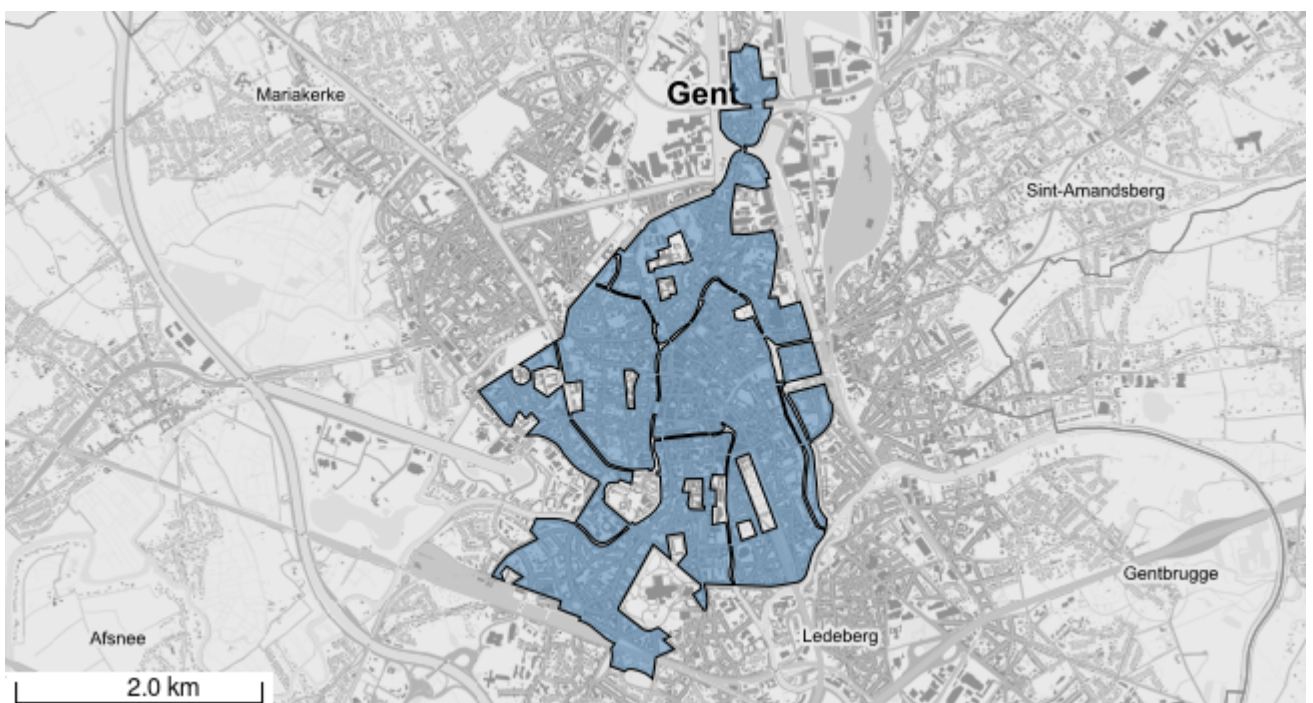 Mariakerke
Gent
Sint-Amandsberg
Gentbrugge
Afsnee
Ledeberg
2.0 km